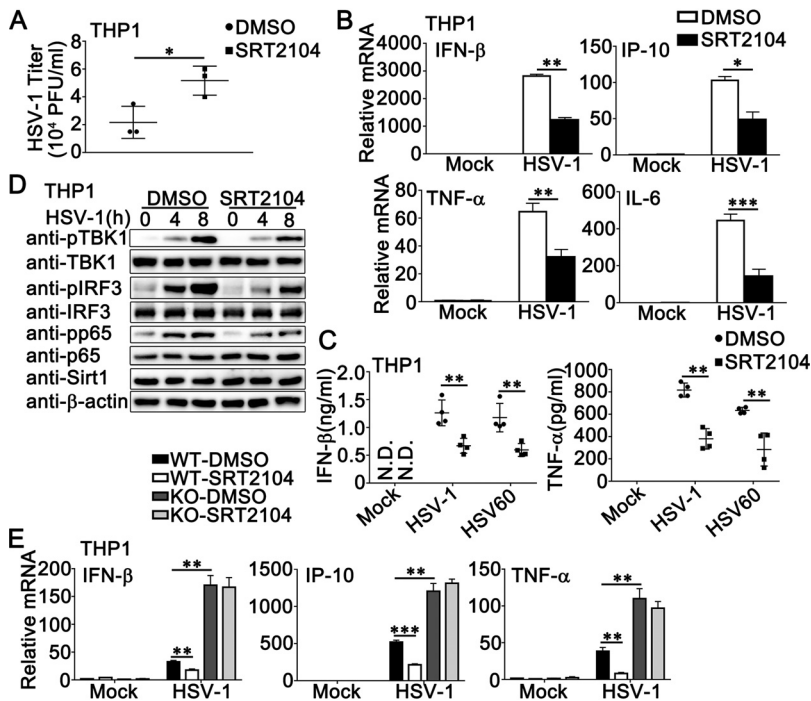 A
THP1
DMSO
SRT2104
*
HSV-1 Titer
(10⁴ PFU/ml)
8
6
4
2
0
B
THP1
DMSO
SRT2104
Relative mRNA
IFN-β
3000
2400
1800
1200
600
0
**
Mock
HSV-1
IP-10
150
100
50
0
*
Mock
HSV-1
Relative mRNA
TNF-α
80
60
40
20
0
**
Mock
HSV-1
IL-6
600
400
200
0
***
Mock
HSV-1
D
THP1
DMSO SRT2104
HSV-1(h) 0 4 8 0 4 8
anti-pTBK1
anti-TBK1
anti-pIRF3
anti-IRF3
anti-pp65
anti-p65
anti-Sirt1
anti-β-actin
C
THP1
DMSO
SRT2104
IFN-β(ng/ml)
2.0
1.5
1.0
0.5
0
N.D.
N.D.
**
**
Mock
HSV-1
HSV60
TNF-α(pg/ml)
1000
800
600
400
200
0
**
**
Mock
HSV-1
HSV60
WT-DMSO
WT-SRT2104
KO-DMSO
KO-SRT2104
E
THP1
Relative mRNA
IFN-β
200
150
100
50
0
**
**
Mock
HSV-1
IP-10
1500
1000
500
0
**
***
Mock
HSV-1
TNF-α
150
100
50
0
**
**
Mock
HSV-1